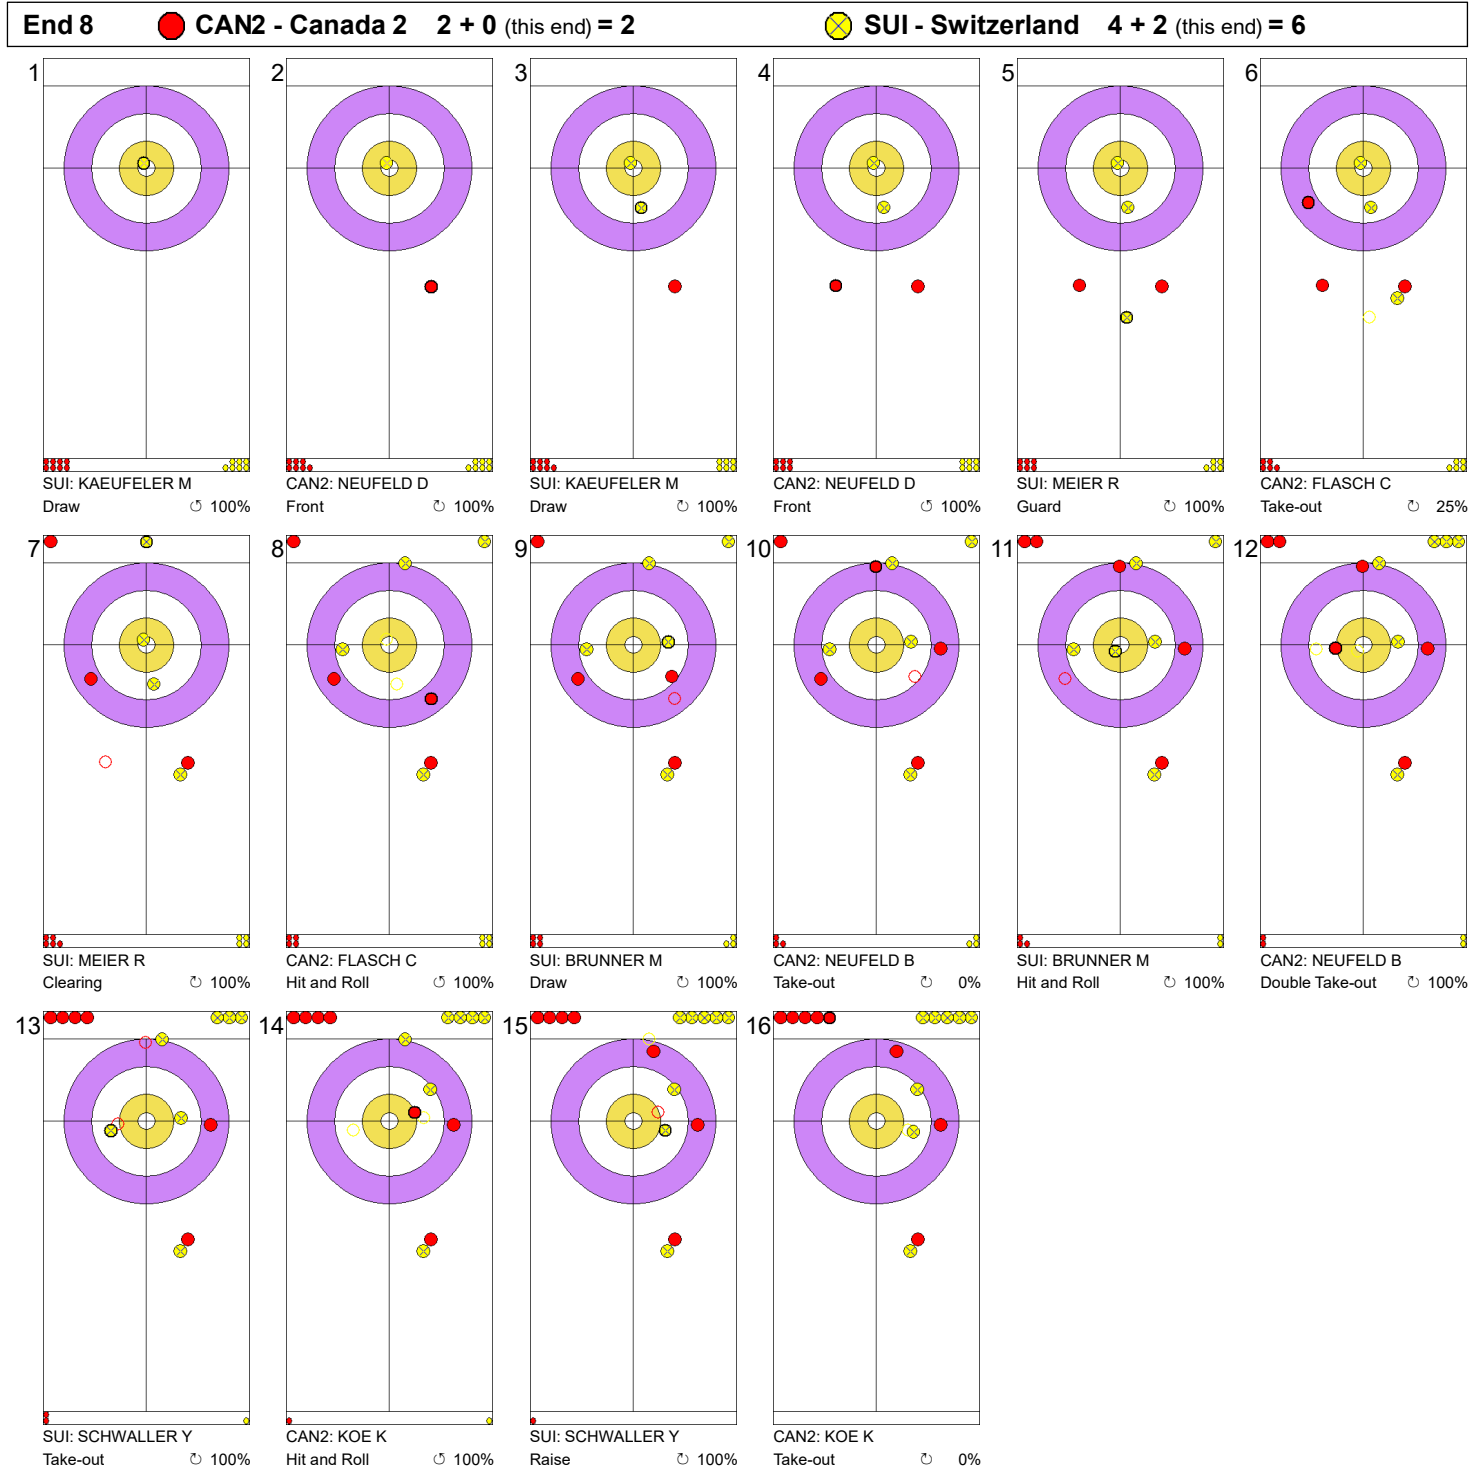 End 8 CAN2 - Canada 2 2 + 0 (this end) = 2 SUI - Switzerland 4 + 2 (this end) = 6
1 2 3 4 5 6
SUI: KAEUFELER M CAN2: NEUFELD D SUI: KAEUFELER M CAN2: NEUFELD D SUI: MEIER R CAN2: FLASCH C
Draw ↺ 100% Front ↻ 100% Draw ↺ 100% Front ↻ 100% Guard ↻ 100% Take-out ↻ 25%
7 8 9 10 11 12
SUI: MEIER R CAN2: FLASCH C SUI: BRUNNER M CAN2: NEUFELD B SUI: BRUNNER M CAN2: NEUFELD B
Clearing ↻ 100% Hit and Roll ↻ 100% Draw ↻ 100% Take-out ↻ 0% Hit and Roll ↻ 100% Double Take-out ↻ 100%
13 14 15 16
SUI: SCHWALLER Y CAN2: KOE K SUI: SCHWALLER Y CAN2: KOE K
Take-out ↻ 100% Hit and Roll ↻ 100% Raise ↻ 100% Take-out ↻ 0%